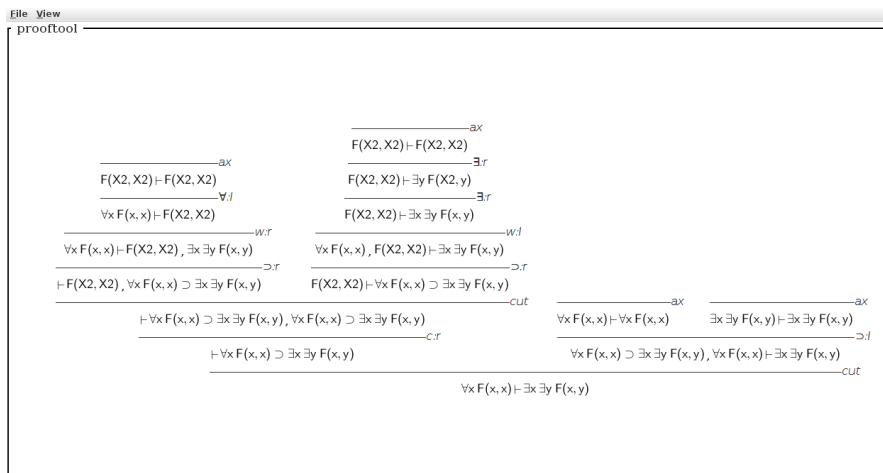 File View
prooftool
ax
F(X2, X2) ⊢ F(X2, X2)
ax ∃:r
F(X2, X2) ⊢ F(X2, X2) F(X2, X2) ⊢ ∃y F(X2, y)
∀:l ∃:r
∀x F(x, x) ⊢ F(X2, X2) F(X2, X2) ⊢ ∃x ∃y F(x, y)
w:r w:l
∀x F(x, x) ⊢ F(X2, X2) , ∃x ∃y F(x, y) ∀x F(x, x) , F(X2, X2) ⊢ ∃x ∃y F(x, y)
⊃:r ⊃:r
⊢ F(X2, X2) , ∀x F(x, x) ⊃ ∃x ∃y F(x, y) F(X2, X2) ⊢ ∀x F(x, x) ⊃ ∃x ∃y F(x, y)
cut ax ax
⊢ ∀x F(x, x) ⊃ ∃x ∃y F(x, y) , ∀x F(x, x) ⊃ ∃x ∃y F(x, y) ∀x F(x, x) ⊢ ∀x F(x, x) ∃x ∃y F(x, y) ⊢ ∃x ∃y F(x, y)
c:r ⊃:l
⊢ ∀x F(x, x) ⊃ ∃x ∃y F(x, y) ∀x F(x, x) ⊃ ∃x ∃y F(x, y) , ∀x F(x, x) ⊢ ∃x ∃y F(x, y)
cut
∀x F(x, x) ⊢ ∃x ∃y F(x, y)